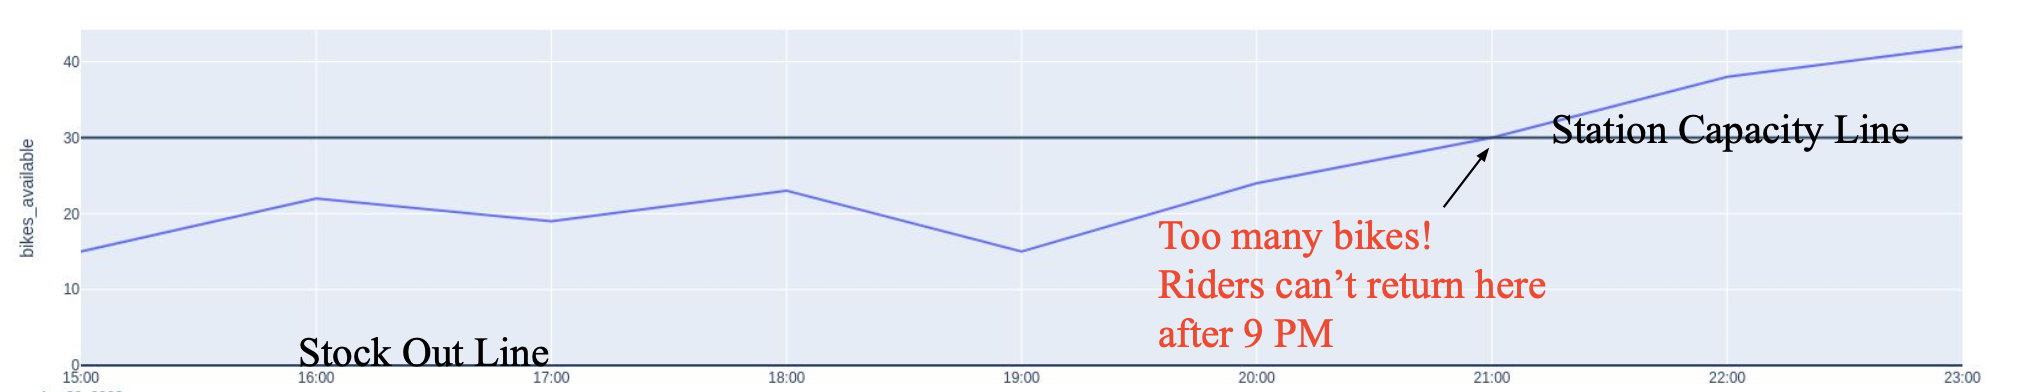 40
30
20
10
0
bikes_available
Station Capacity Line
Too many bikes!
Riders can’t return here
after 9 PM
Stock Out Line
15:00 16:00 17:00 18:00 19:00 20:00 21:00 22:00 23:00